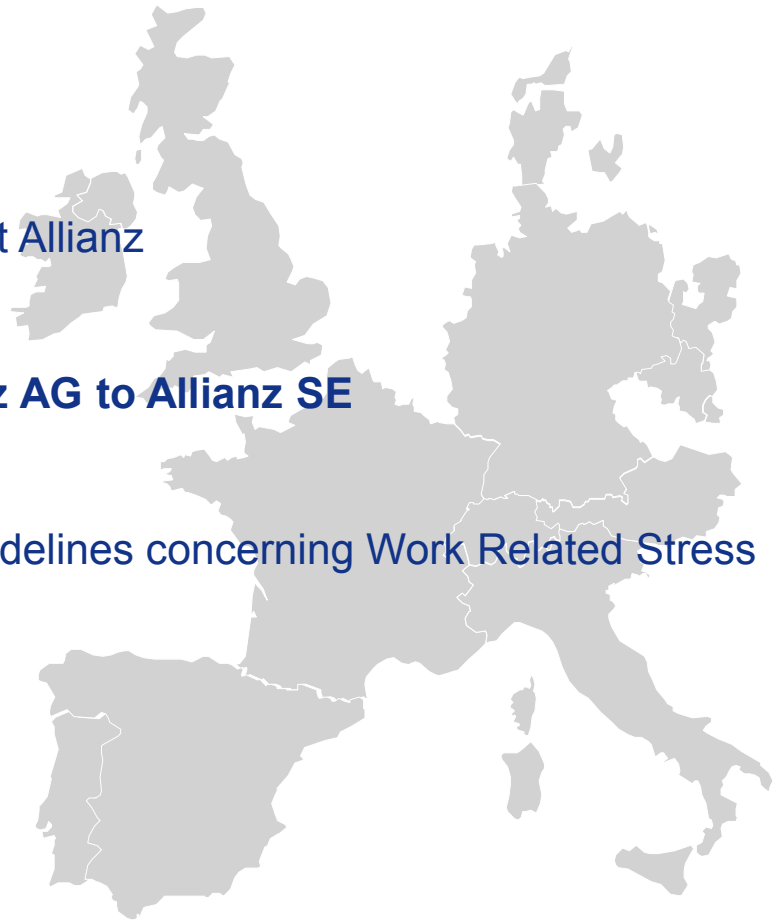 t Allianz
z AG to Allianz SE
delines concerning Work Related Stress